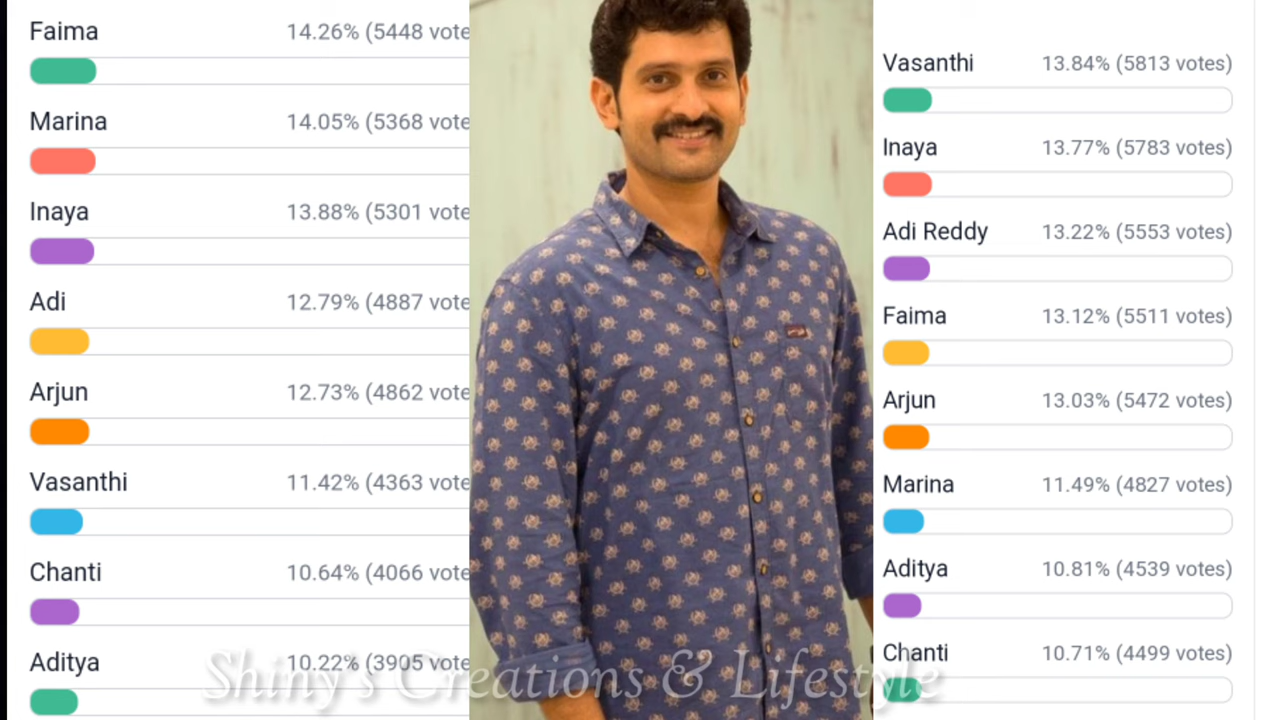 Faima 14.26% (5448 vote
Marina 14.05% (5368 vote
Inaya 13.88% (5301 vote
Adi 12.79% (4887 vote
Arjun 12.73% (4862 vote
Vasanthi 11.42% (4363 vote
Chanti 10.64% (4066 vote
Aditya 10.22% (3905 vote
Vasanthi 13.84% (5813 votes)
Inaya 13.77% (5783 votes)
Adi Reddy 13.22% (5553 votes)
Faima 13.12% (5511 votes)
Arjun 13.03% (5472 votes)
Marina 11.49% (4827 votes)
Aditya 10.81% (4539 votes)
Chanti 10.71% (4499 votes)
Shiny's Creations & Lifestyle